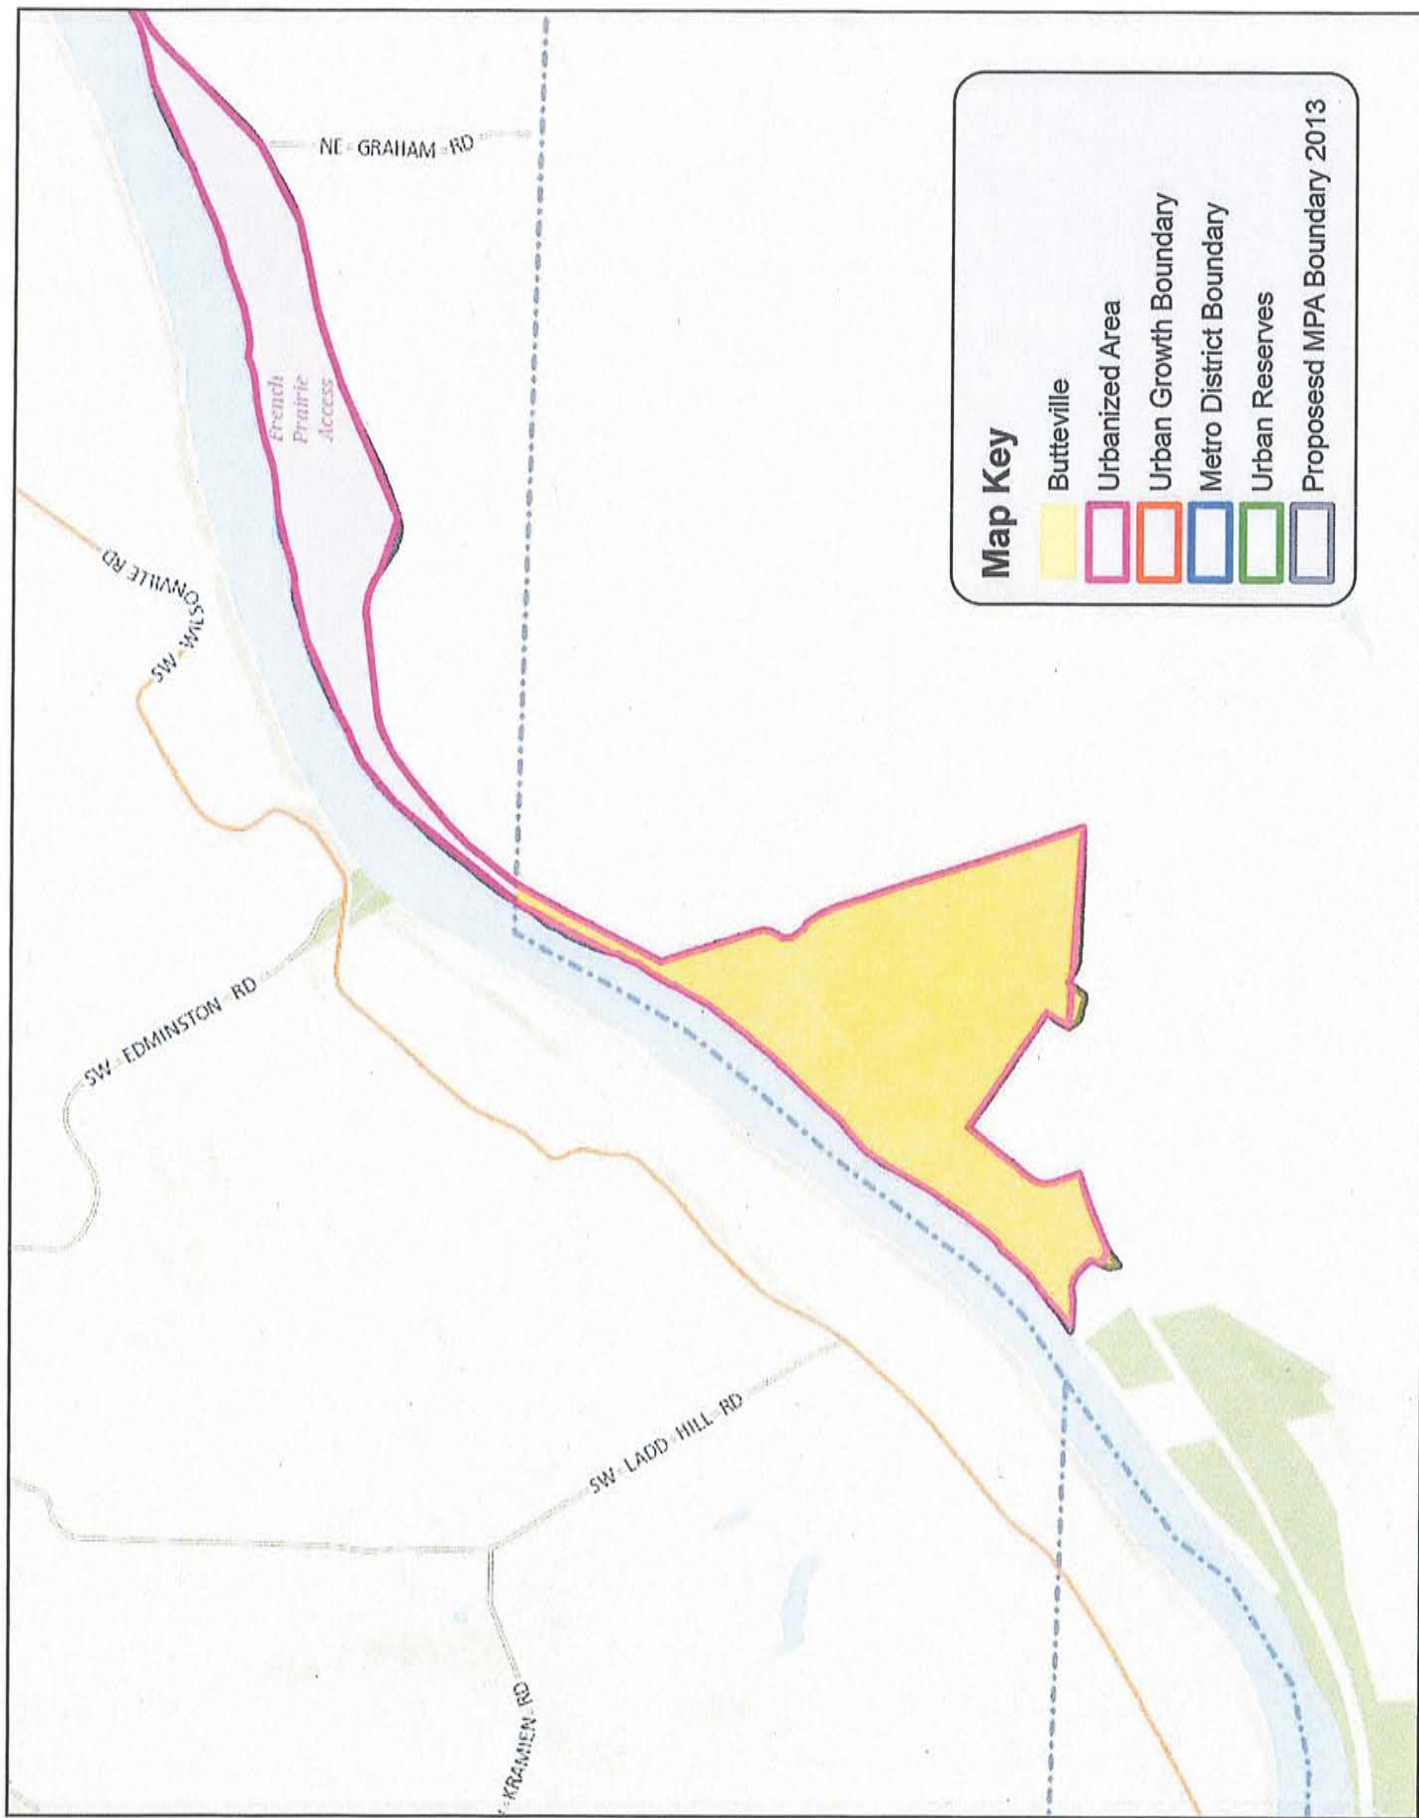 NE GRAHAM RD
French
Prairie
Access
SW WILSONVILLE RD
SW EDMINSTON RD
SW LADD HILL RD
KRAMIEN RD
Map Key
Butteville
Urbanized Area
Urban Growth Boundary
Metro District Boundary
Urban Reserves
Proposesd MPA Boundary 2013